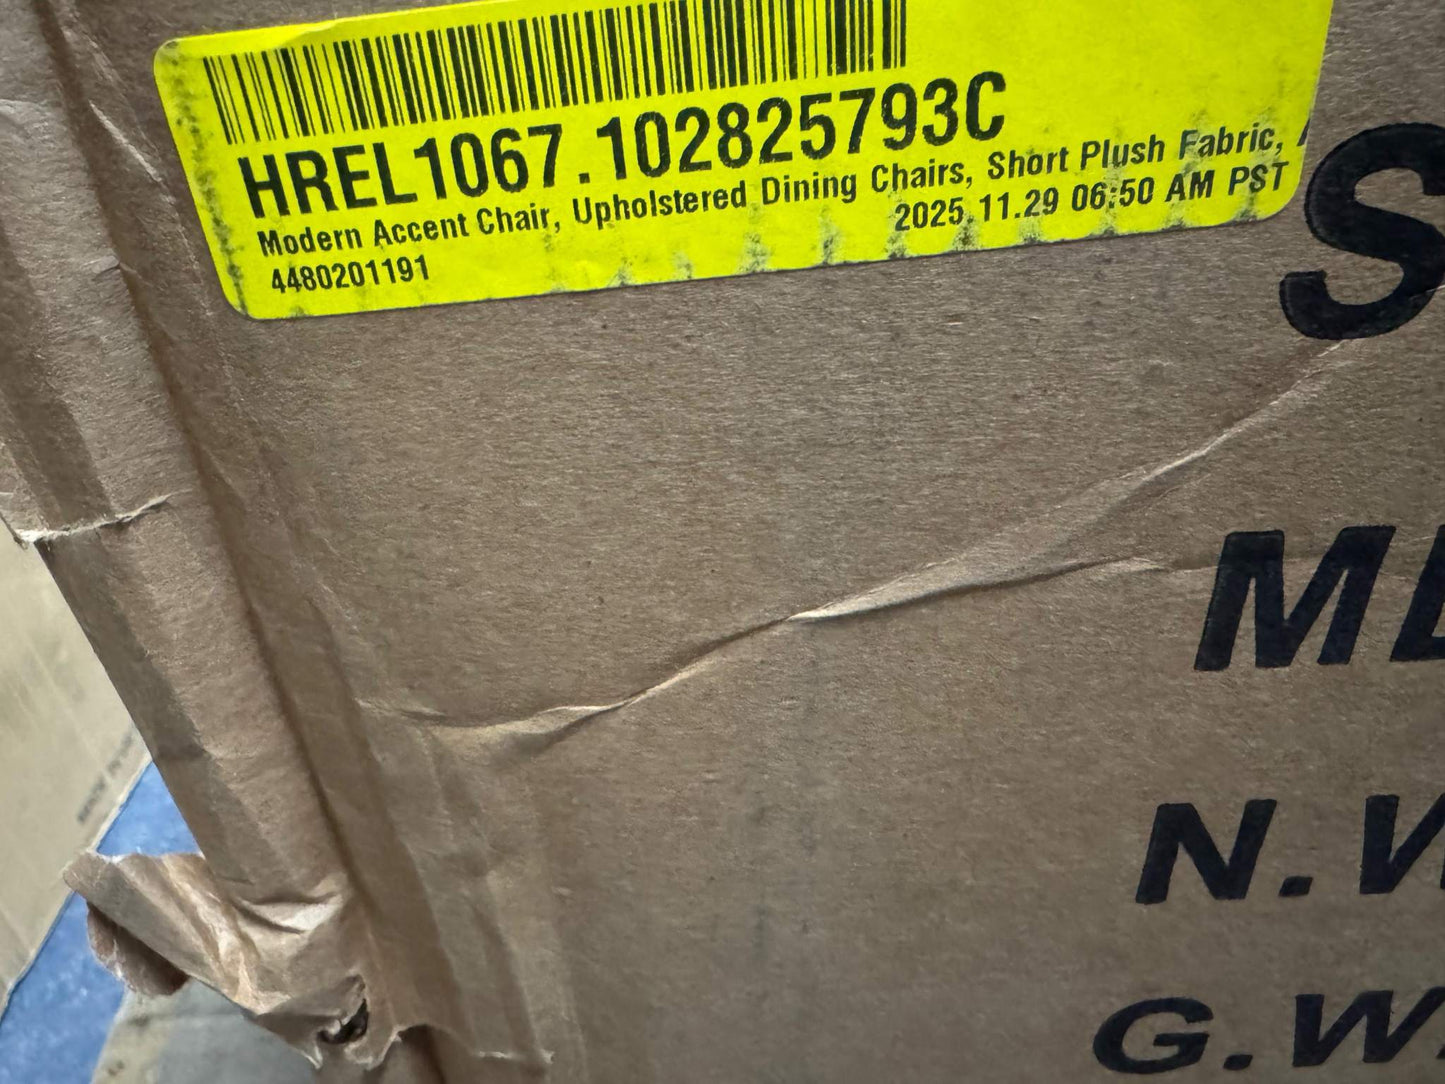 HREL1067.102825793C
Modern Accent Chair, Upholstered Dining Chairs, Short Plush Fabric,
2025.11.29 06:50 AM PST
4480201191
S
ME
N.W
G.W